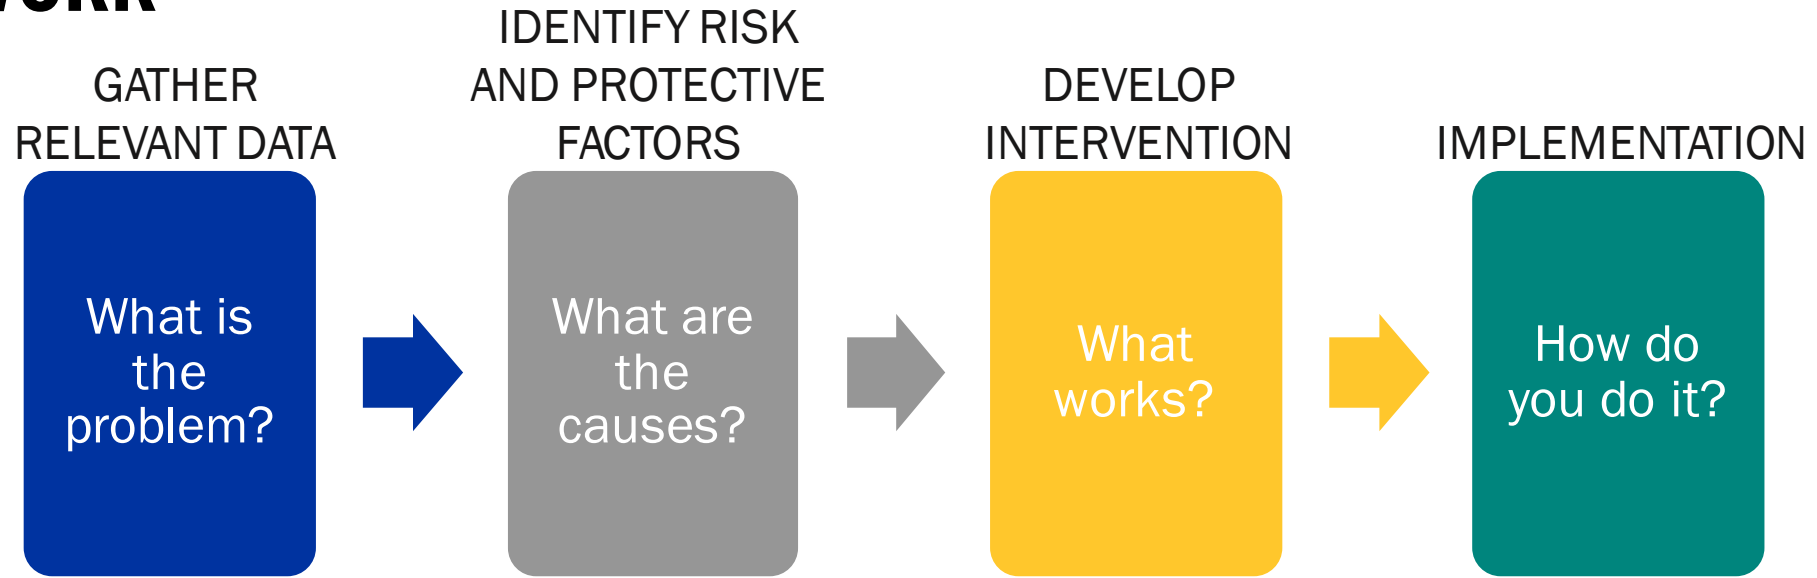 GATHER
RELEVANT DATA
IDENTIFY RISK
AND PROTECTIVE
FACTORS
DEVELOP
INTERVENTION
IMPLEMENTATION
What is
the
problem?
What are
the
causes?
What
works?
How do
you do it?